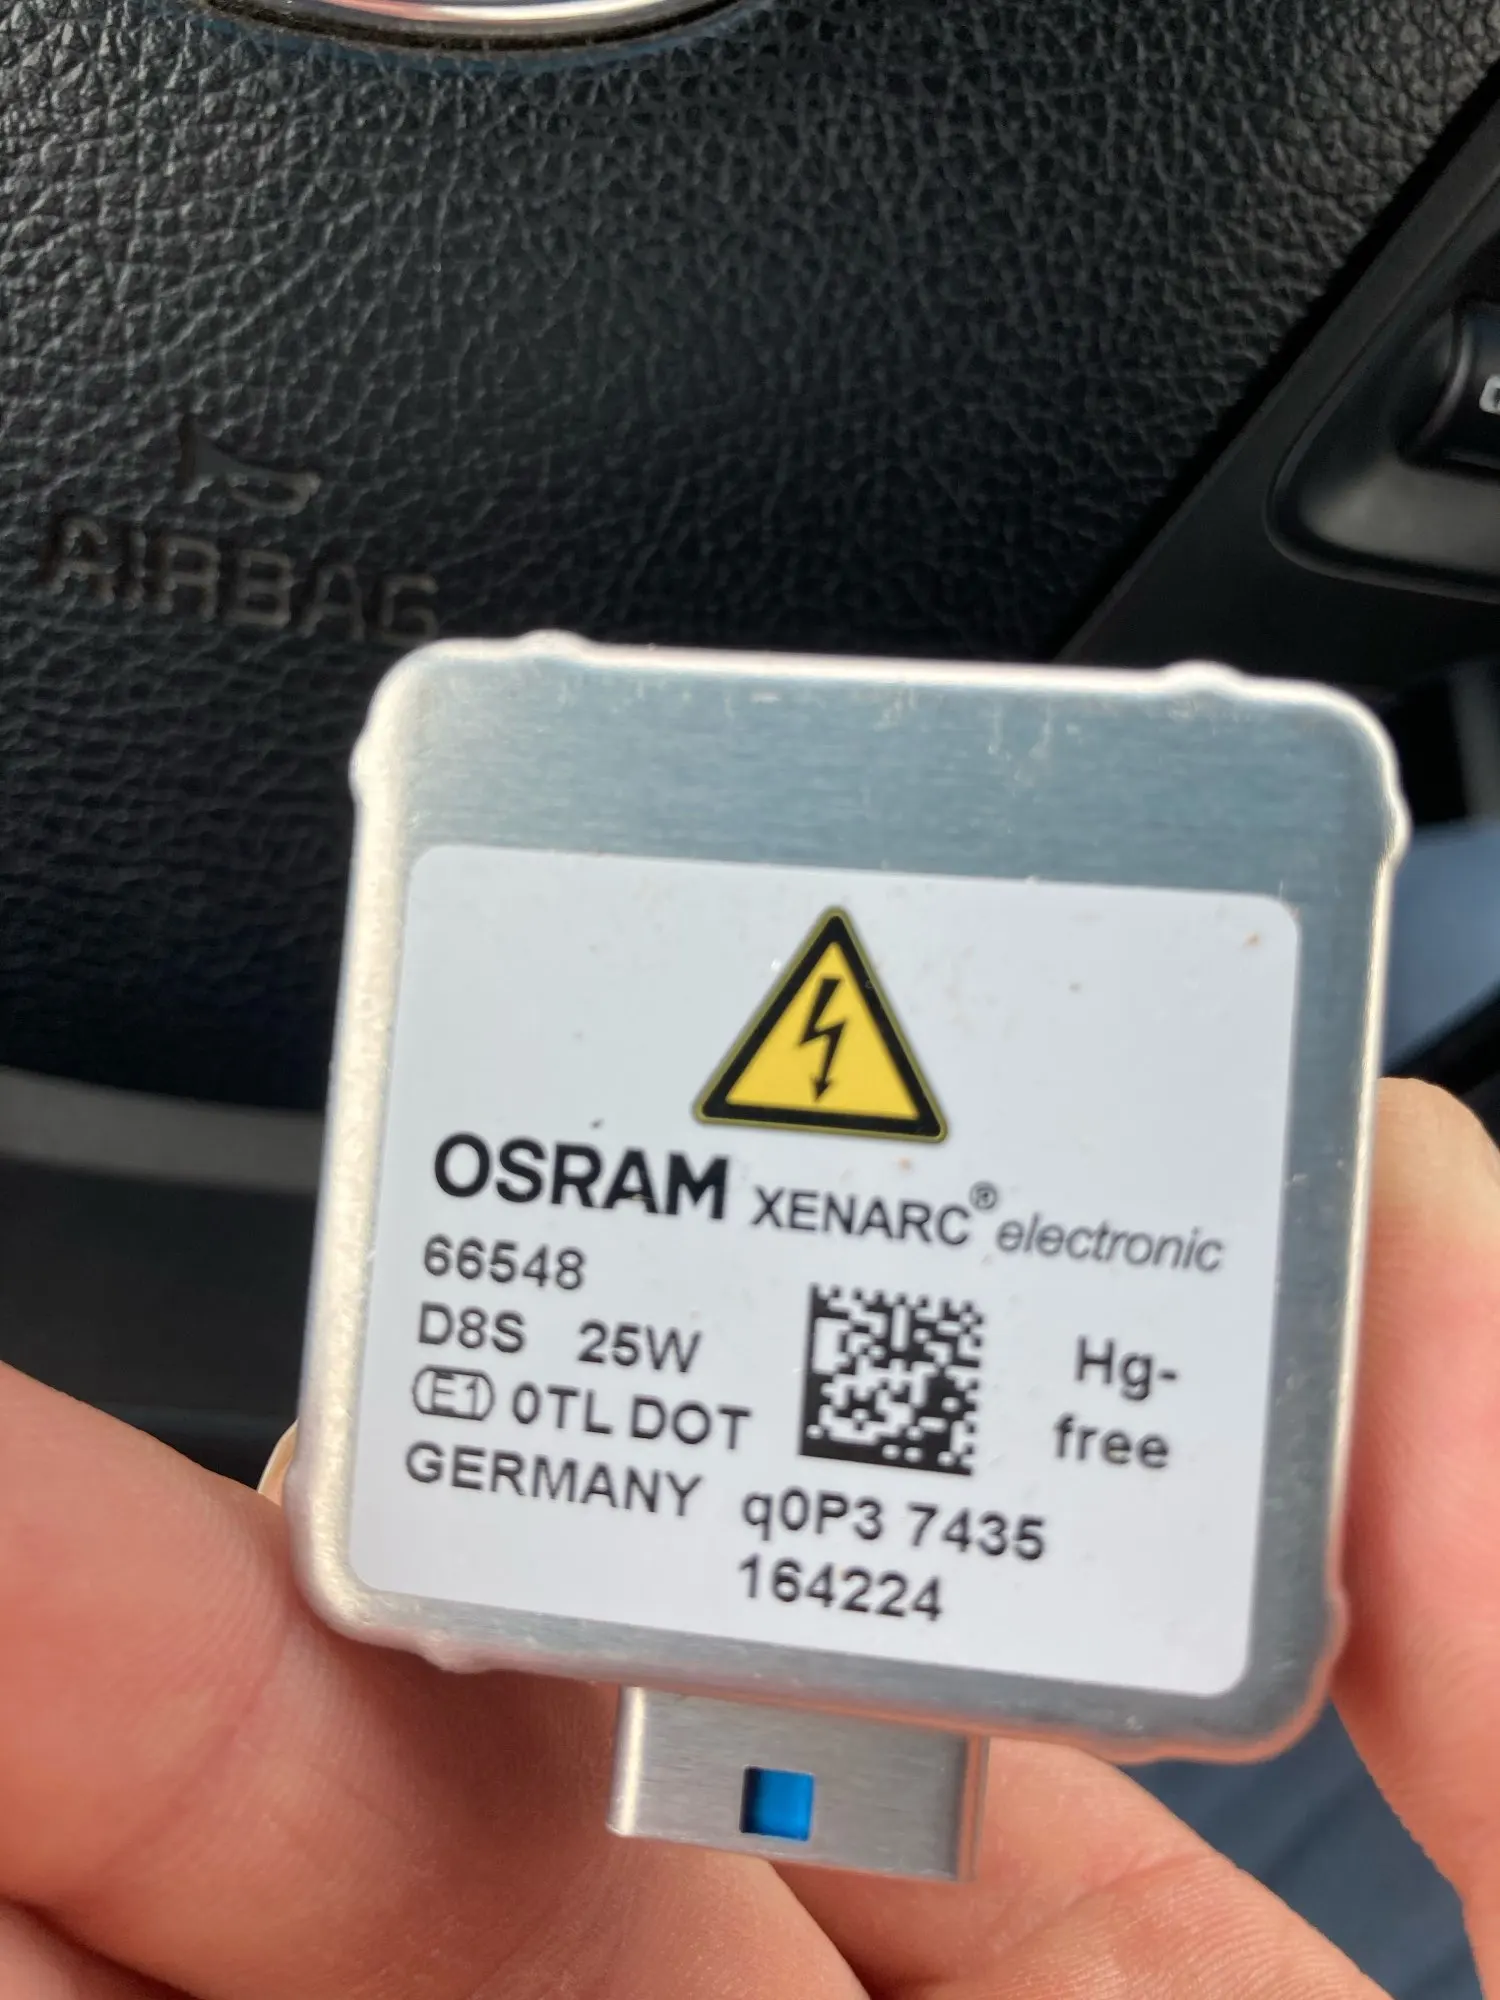 AIRBAG
OSRAM XENARC® electronic
66548
D8S 25W
Hg-
free
E1 0TL DOT
GERMANY q0P3 7435
164224